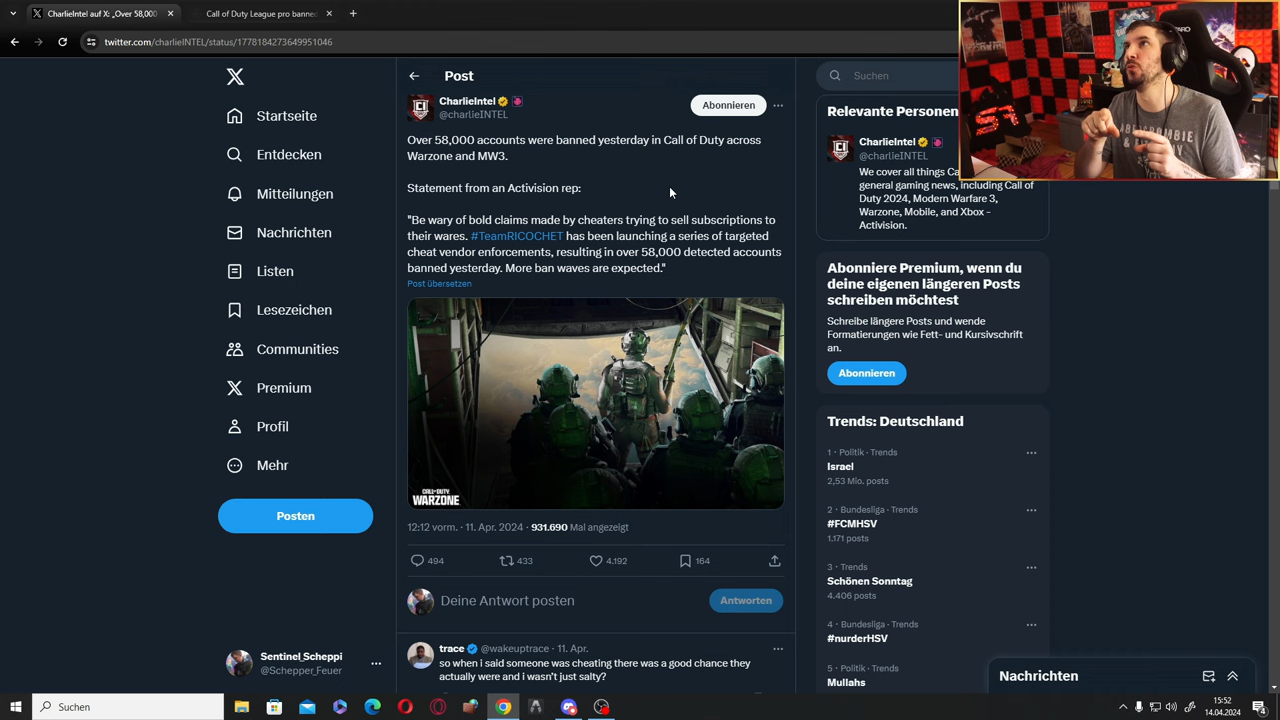 CharlieIntel auf X: „Over 58,000
Call of Duty League pro banned
twitter.com/charlieINTEL/status/1778184273649951046
Startseite
Entdecken
Mitteilungen
Nachrichten
Listen
Lesezeichen
Communities
Premium
Profil
Mehr
Posten
Sentinel_Scheppi
@Schepper_Feuer
Post
CharlieIntel
@charlieINTEL
Abonnieren
Over 58,000 accounts were banned yesterday in Call of Duty across
Warzone and MW3.
Statement from an Activision rep:
"Be wary of bold claims made by cheaters trying to sell subscriptions to
their wares. #TeamRICOCHET has been launching a series of targeted
cheat vendor enforcements, resulting in over 58,000 detected accounts
banned yesterday. More ban waves are expected."
Post übersetzen
CALL OF DUTY
WARZONE
12:12 vorm. · 11. Apr. 2024 · 931.690 Mal angezeigt
494
433
4.192
164
Deine Antwort posten
Antworten
trace @wakeuptrace · 11. Apr.
so when i said someone was cheating there was a good chance they
actually were and i wasn't just salty?
Suchen
Relevante Personen
CharlieIntel
@charlieINTEL
We cover all things Ca
general gaming news, including Call of
Duty 2024, Modern Warfare 3,
Warzone, Mobile, and Xbox -
Activision.
Abonniere Premium, wenn du
deine eigenen längeren Posts
schreiben möchtest
Schreibe längere Posts und wende
Formatierungen wie Fett- und Kursivschrift
an.
Abonnieren
Trends: Deutschland
1 · Politik · Trends
Israel
2,53 Mio. posts
2 · Bundesliga · Trends
#FCMHSV
1.171 posts
3 · Trends
Schönen Sonntag
4.406 posts
4 · Bundesliga · Trends
#nurderHSV
5 · Politik · Trends
Mullahs
Nachrichten
Suchen
15:52
14.04.2024
4